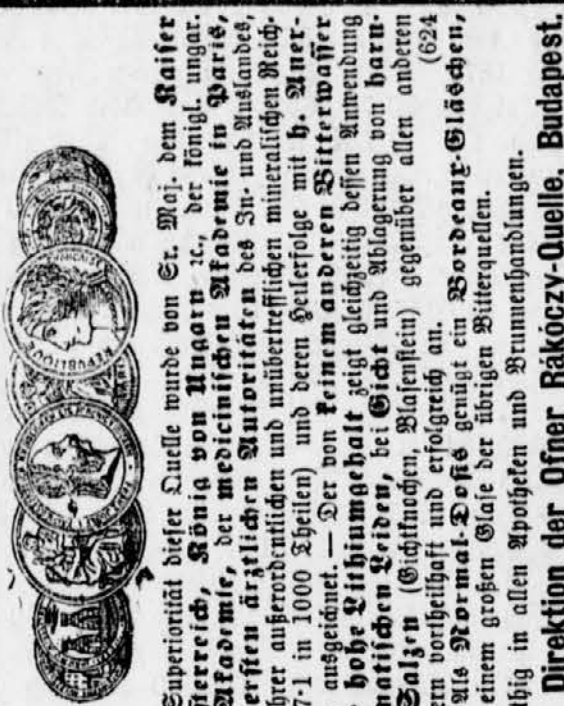 Superiorität dieser Quelle wurde von Sr. Maj. dem Kaiser
sterreich, König von Ungarn ꝛc., der königl. ungar.
Akademie, der medicinischen Akademie in Paris,
ersten ärztlichen Autoritäten des In- und Auslandes,
ihrer außerordentlichen und unübertrefflichen mineralischen Reich-
7·1 in 1000 Theilen) und deren Heilerfolge mit h. Aner-
ausgeichnet. — Der von keinem anderen Bitterwasser
hohe Lithiumgehalt zeigt gleichzeitig dessen Anwendung
matischen Leiden, bei Gicht und Ablagerung von harn-
Salzen (Gichtknochen, Blasenstein) gegenüber allen anderen
ern vortheilhaft und erfolgreich an. (624
Als Normal-Dosis genügt ein Bordeaux-Gläschen,
einem großen Glase der übrigen Bitterquellen.
thig in allen Apotheken und Brunnenhandlungen.
Direktion der Ofner Rákóczy-Quelle, Budapest.
REPUBLIQUE